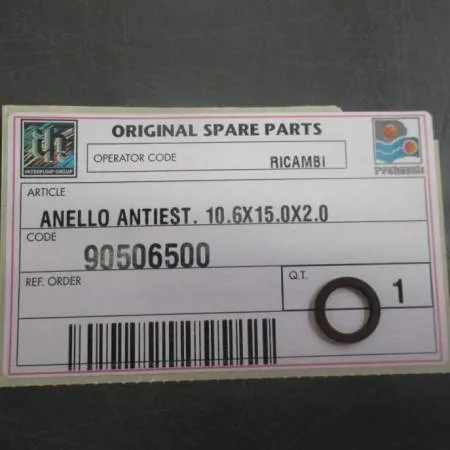 ih
INTERPUMP GROUP
ORIGINAL SPARE PARTS
OPERATOR CODE RICAMBI
ARTICLE
ANELLO ANTIEST. 10.6X15.0X2.0
CODE
90506500
REF. ORDER
Q.T.
1